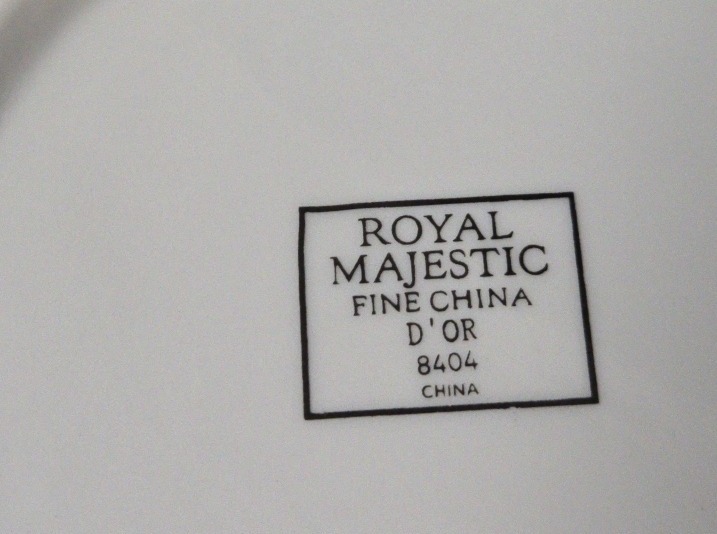 ROYAL
MAJESTIC
FINE CHINA
D'OR
8404
CHINA